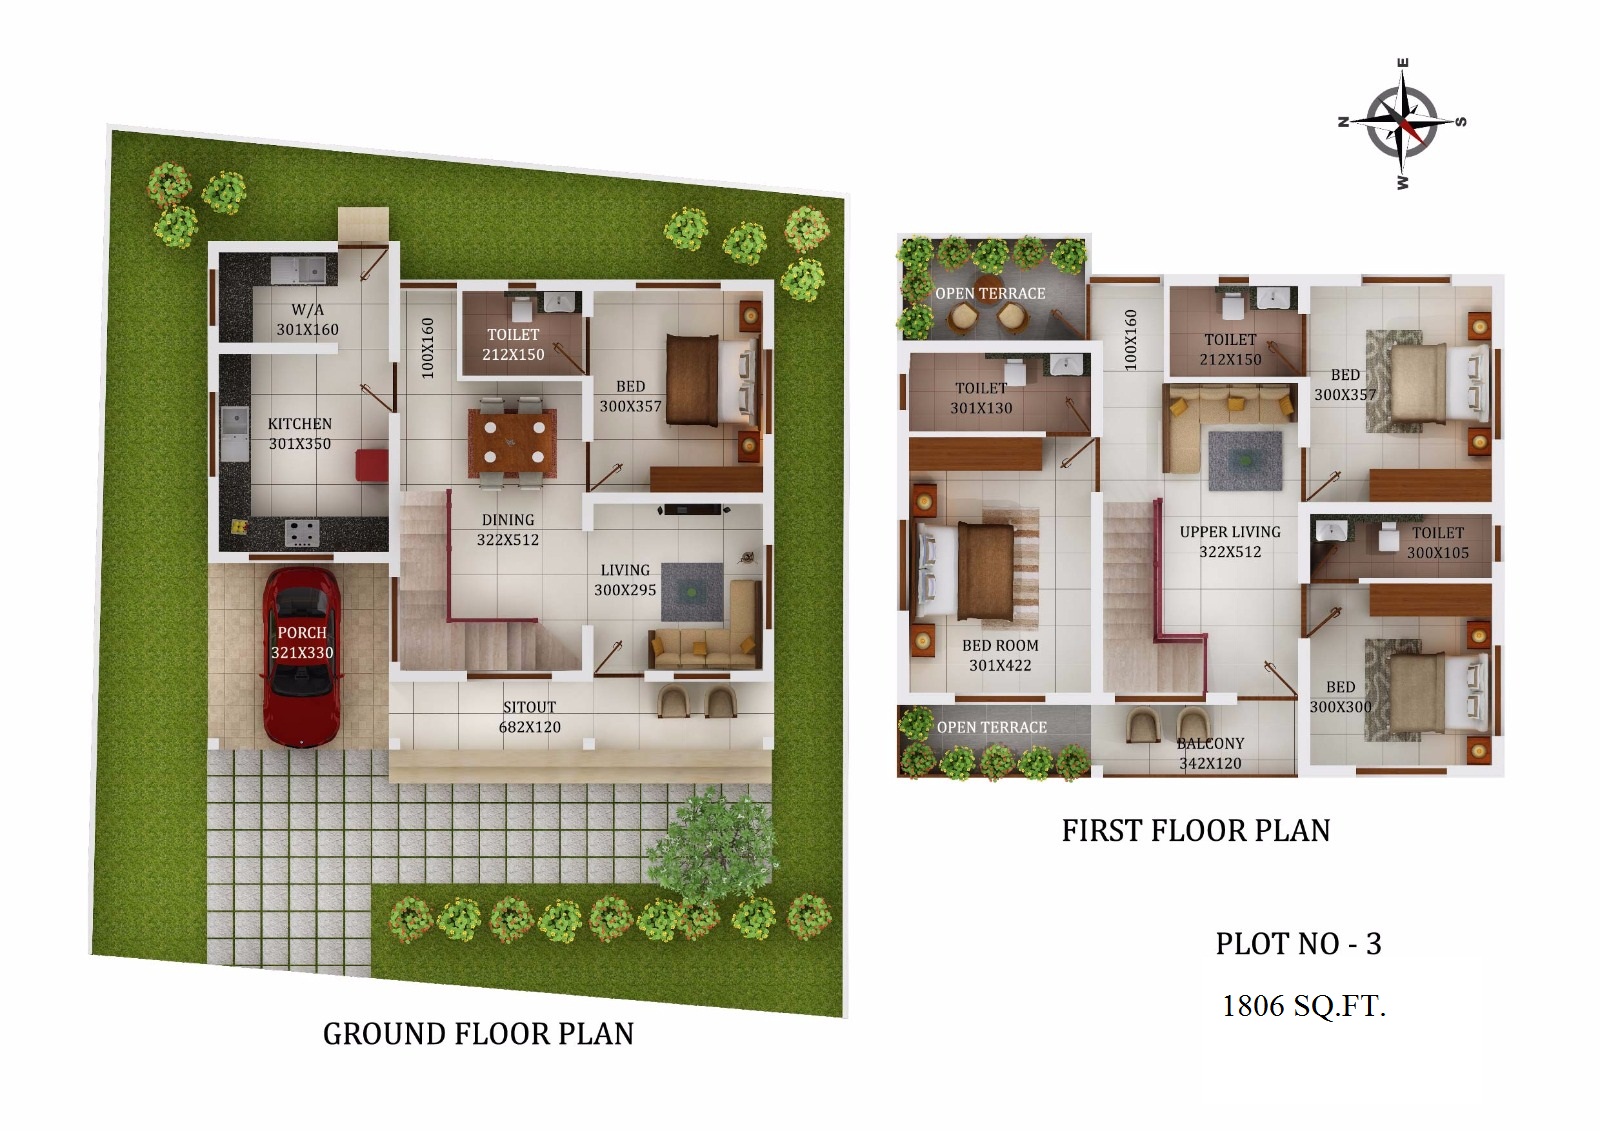 E
N
S
W
W/A
301X160
100X160
TOILET
212X150
BED
300X357
KITCHEN
301X350
DINING
322X512
LIVING
300X295
PORCH
321X330
SITOUT
682X120
GROUND FLOOR PLAN
OPEN TERRACE
100X160
TOILET
212X150
BED
300X357
TOILET
301X130
UPPER LIVING
322X512
TOILET
300X105
BED ROOM
301X422
BED
300X300
OPEN TERRACE
BALCONY
342X120
FIRST FLOOR PLAN
PLOT NO - 3
1806 SQ.FT.